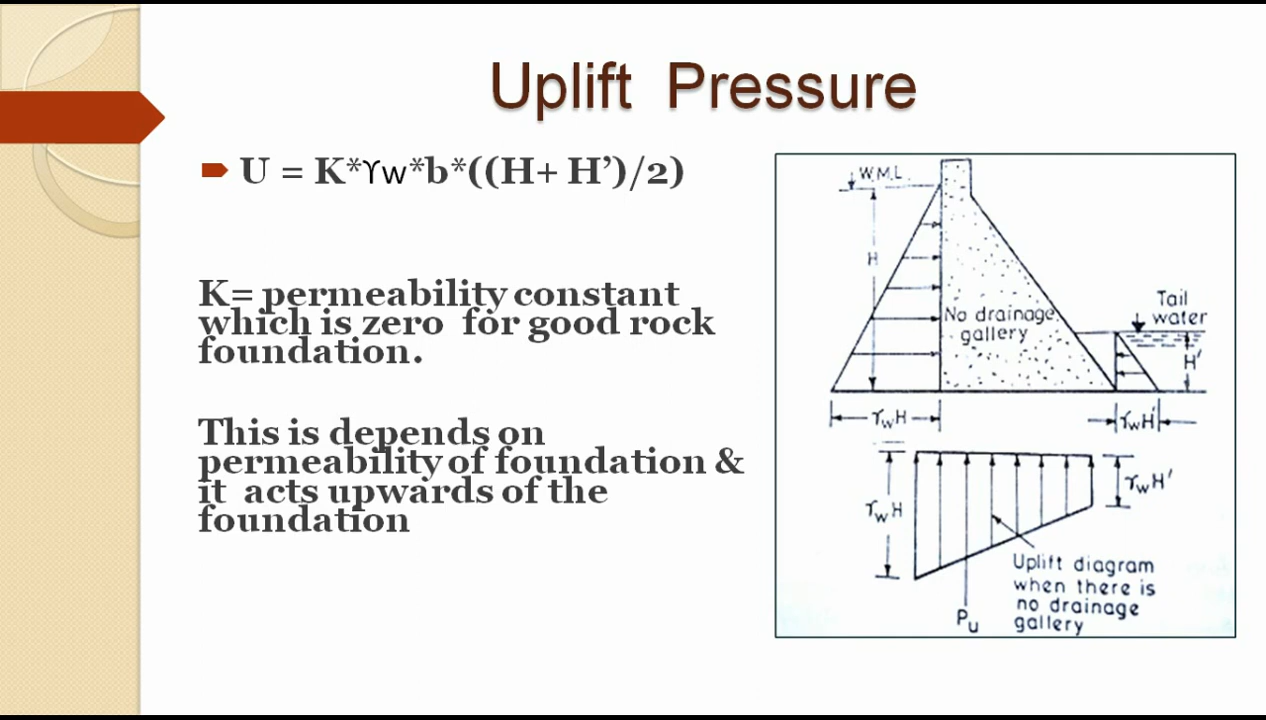 Uplift Pressure
U = K*ϒw*b*((H+ H’)/2)
K= permeability constant
which is zero for good rock
foundation.
This is depends on
permeability of foundation &
it acts upwards of the
foundation
W.M.L.
H
No drainage
gallery
Tail
water
H'
ϒwH
ϒwH'
ϒwH
ϒwH'
Uplift diagram
when there is
no drainage
gallery
Pu